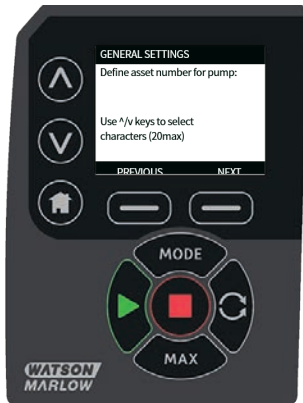 GENERAL SETTINGS
Define asset number for pump:
Use ^/v keys to select
characters (20max)
PREVIOUS NEXT
MODE
MAX
WATSON
MARLOW